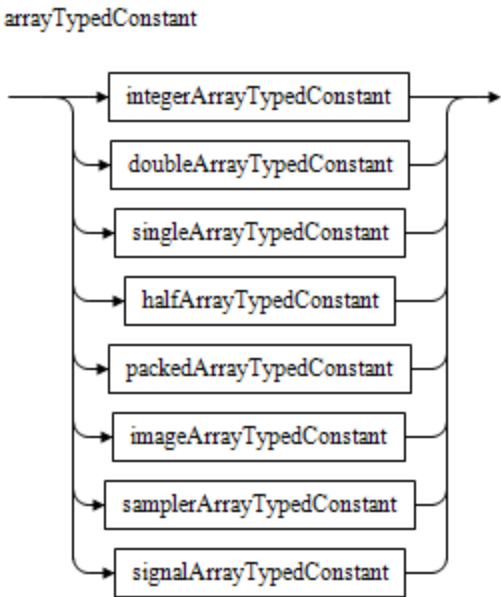 arrayTypedConstant
integerArrayTypedConstant
doubleArrayTypedConstant
singleArrayTypedConstant
halfArrayTypedConstant
packedArrayTypedConstant
imageArrayTypedConstant
samplerArrayTypedConstant
signalArrayTypedConstant